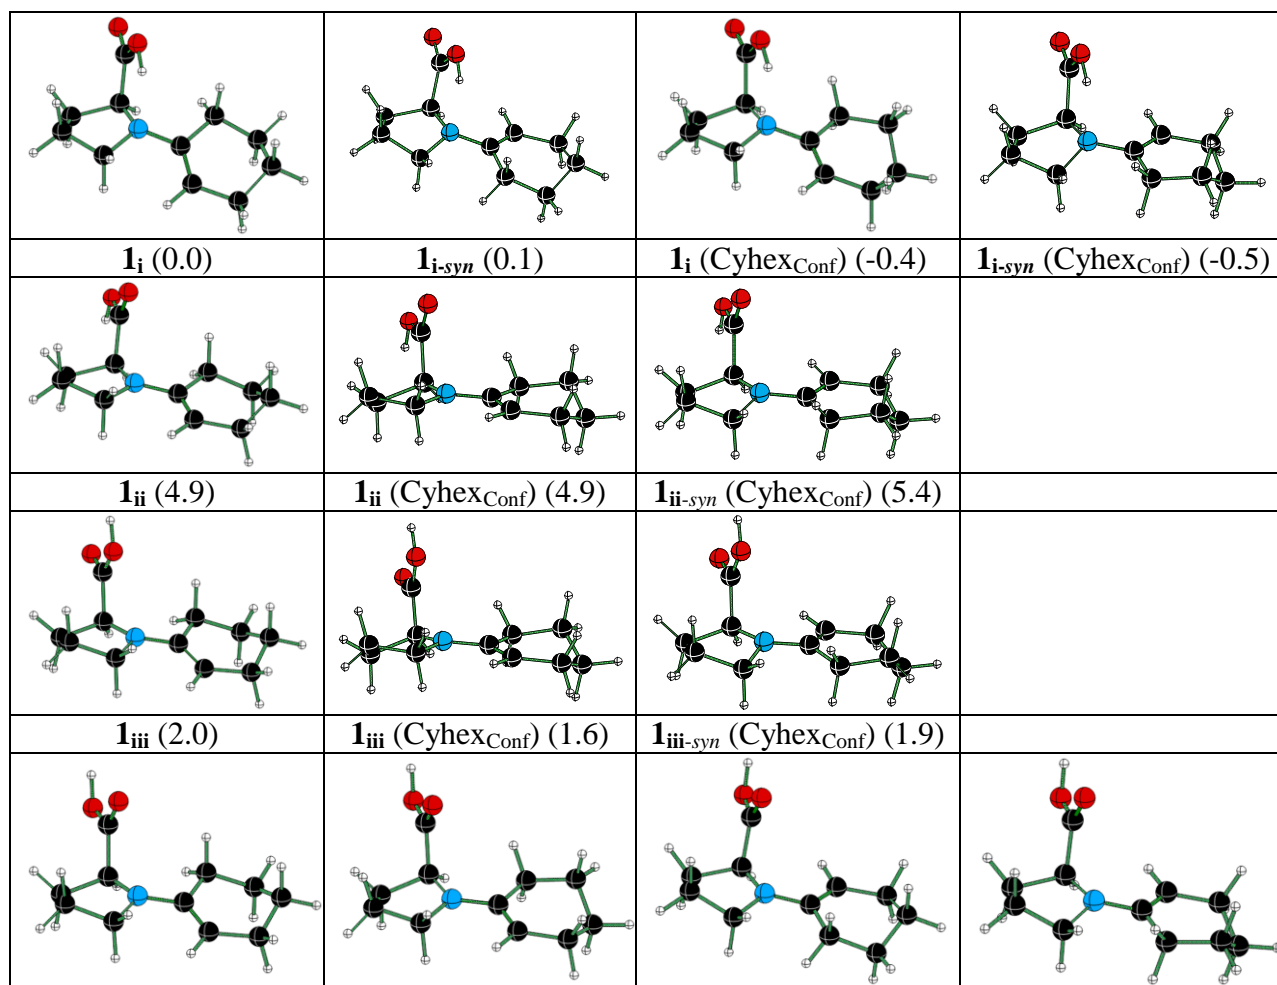 1i (0.0) 1i-syn (0.1) 1i (CyhexConf) (-0.4) 1i-syn (CyhexConf) (-0.5)
1ii (4.9) 1ii (CyhexConf) (4.9) 1ii-syn (CyhexConf) (5.4)
1iii (2.0) 1iii (CyhexConf) (1.6) 1iii-syn (CyhexConf) (1.9)